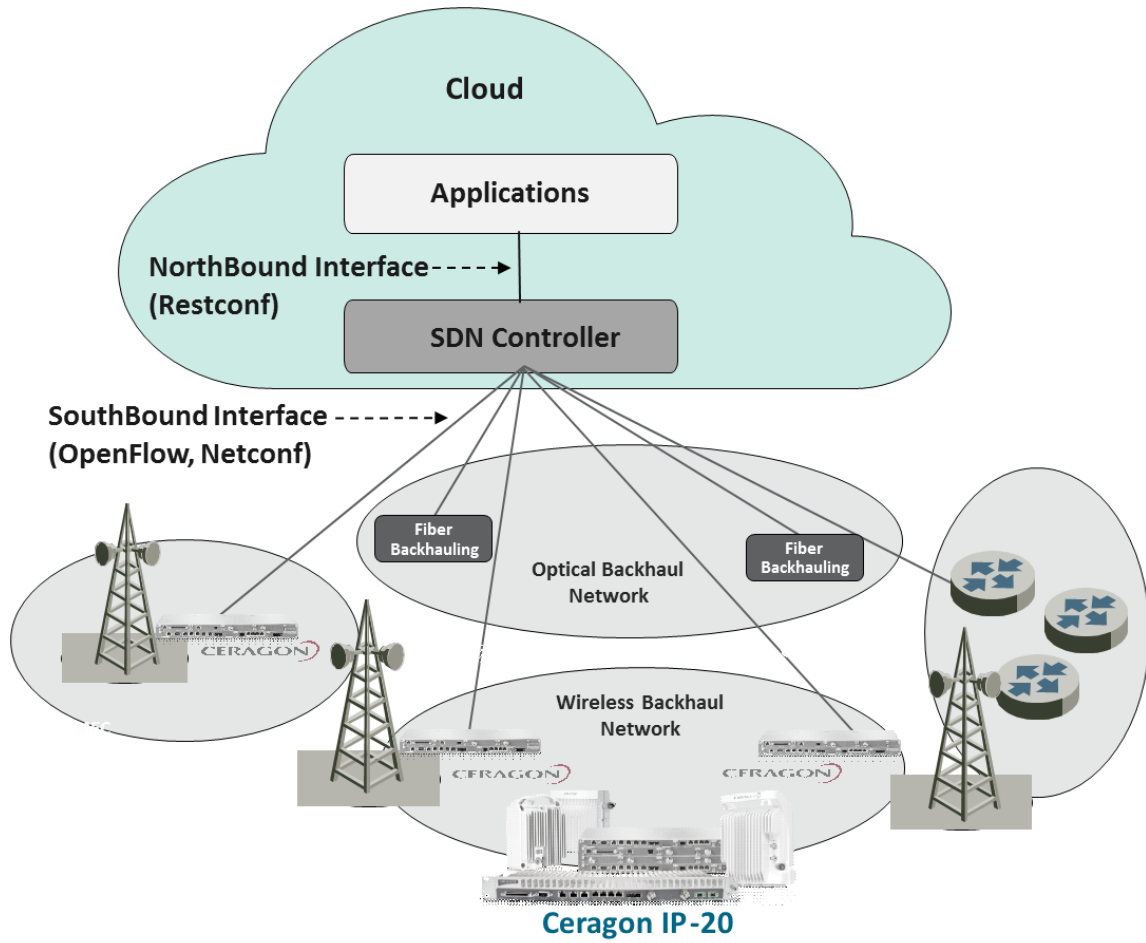 Cloud
Applications
NorthBound Interface
(Restconf)
SDN Controller
SouthBound Interface
(OpenFlow, Netconf)
Fiber
Backhauling
Fiber
Backhauling
Optical Backhaul
Network
CERAGON
Wireless Backhaul
Network
CERAGON
CERAGON
Ceragon IP-20